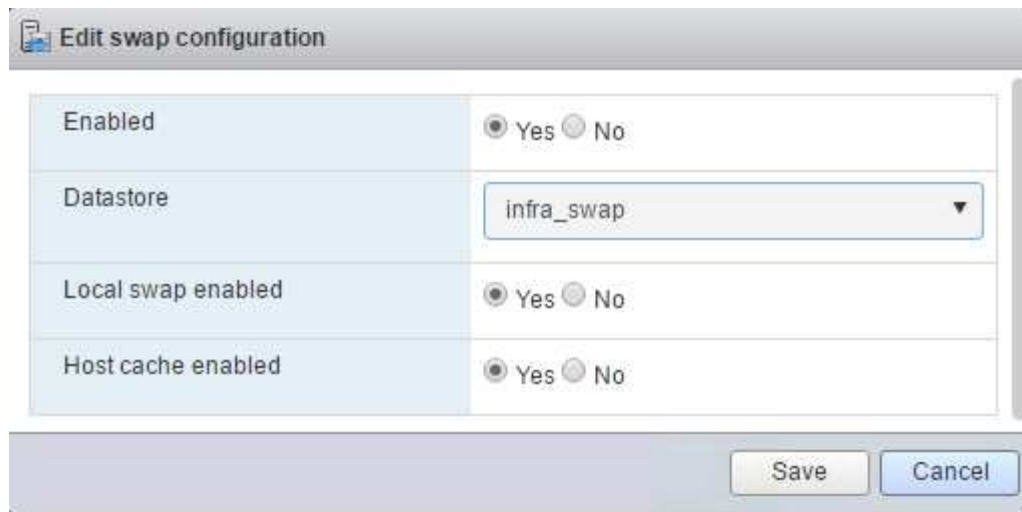 Edit swap configuration
Enabled Yes No
Datastore infra_swap
Local swap enabled Yes No
Host cache enabled Yes No
Save Cancel